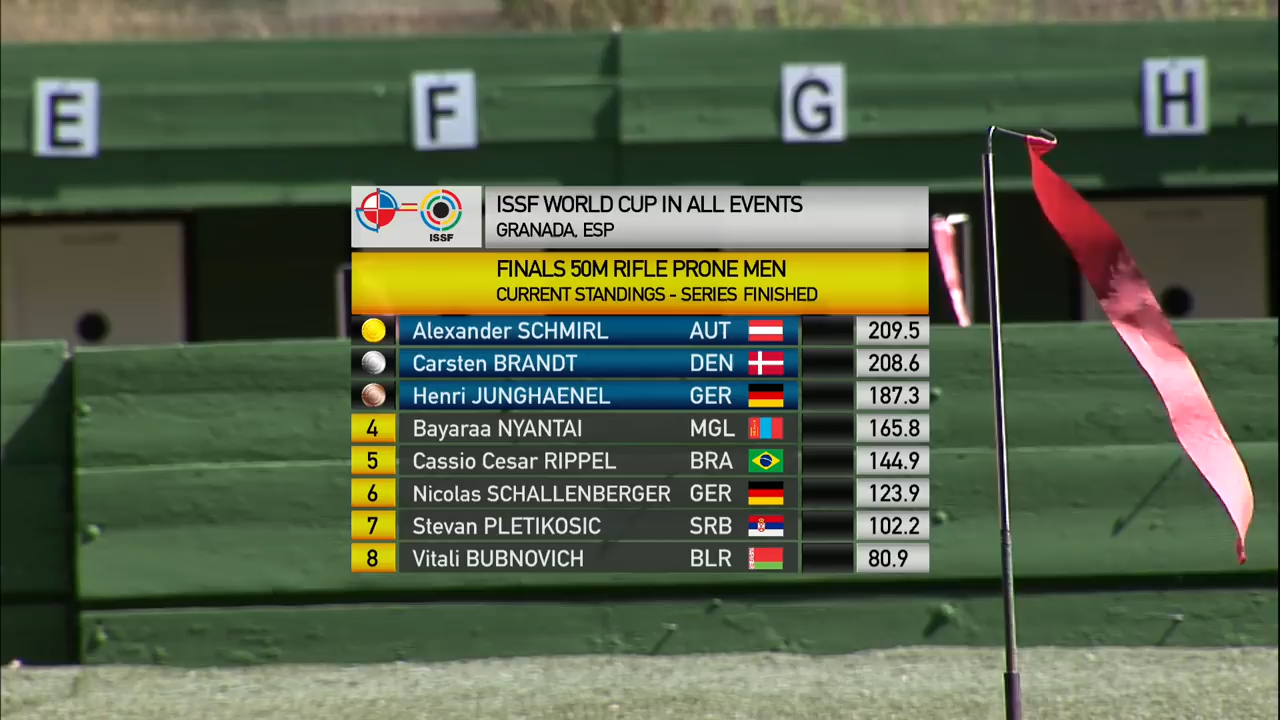 E F G H
ISSF
ISSF WORLD CUP IN ALL EVENTS
GRANADA, ESP
FINALS 50M RIFLE PRONE MEN
CURRENT STANDINGS - SERIES FINISHED
Alexander SCHMIRL AUT 209.5
Carsten BRANDT DEN 208.6
Henri JUNGHAENEL GER 187.3
4 Bayaraa NYANTAI MGL 165.8
5 Cassio Cesar RIPPEL BRA 144.9
6 Nicolas SCHALLENBERGER GER 123.9
7 Stevan PLETIKOSIC SRB 102.2
8 Vitali BUBNOVICH BLR 80.9